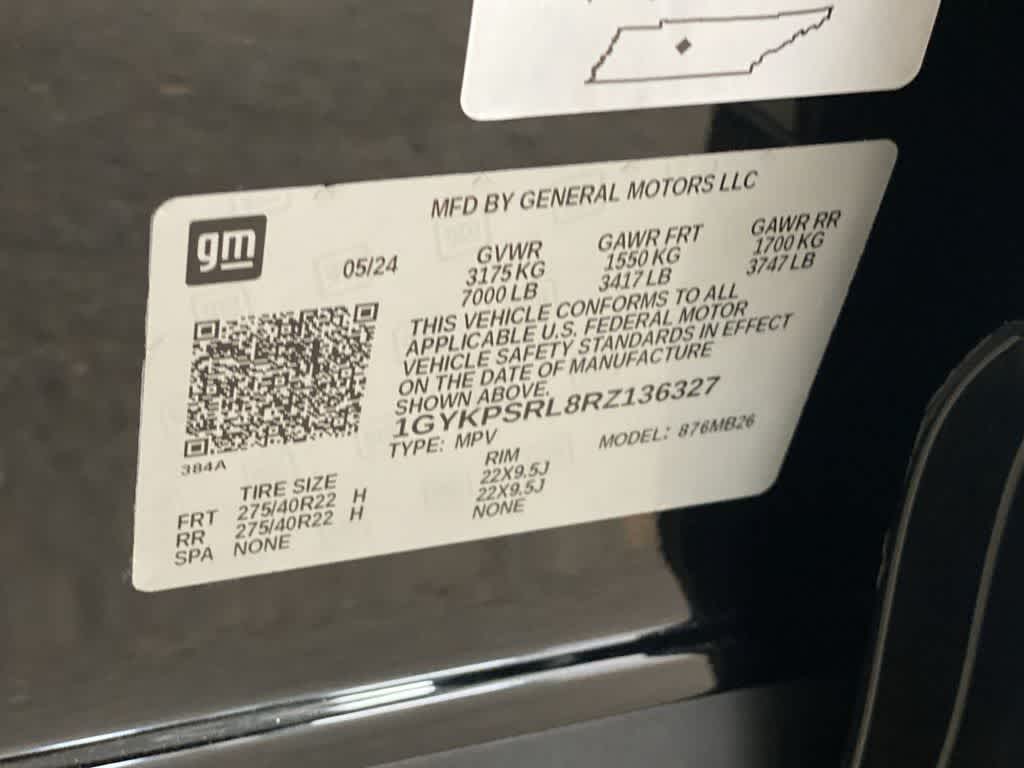 MFD BY GENERAL MOTORS LLC
gm
05/24
GVWR GAWR FRT GAWR RR
3175 KG 1550 KG 1700 KG
7000 LB 3417 LB 3747 LB
THIS VEHICLE CONFORMS TO ALL
APPLICABLE U.S. FEDERAL MOTOR
VEHICLE SAFETY STANDARDS IN EFFECT
ON THE DATE OF MANUFACTURE
SHOWN ABOVE.
1GYKPSRL8RZ136327
TYPE: MPV MODEL: 876MB26
384A
TIRE SIZE RIM
FRT 275/40R22 H 22X9.5J
RR 275/40R22 H 22X9.5J
SPA NONE NONE